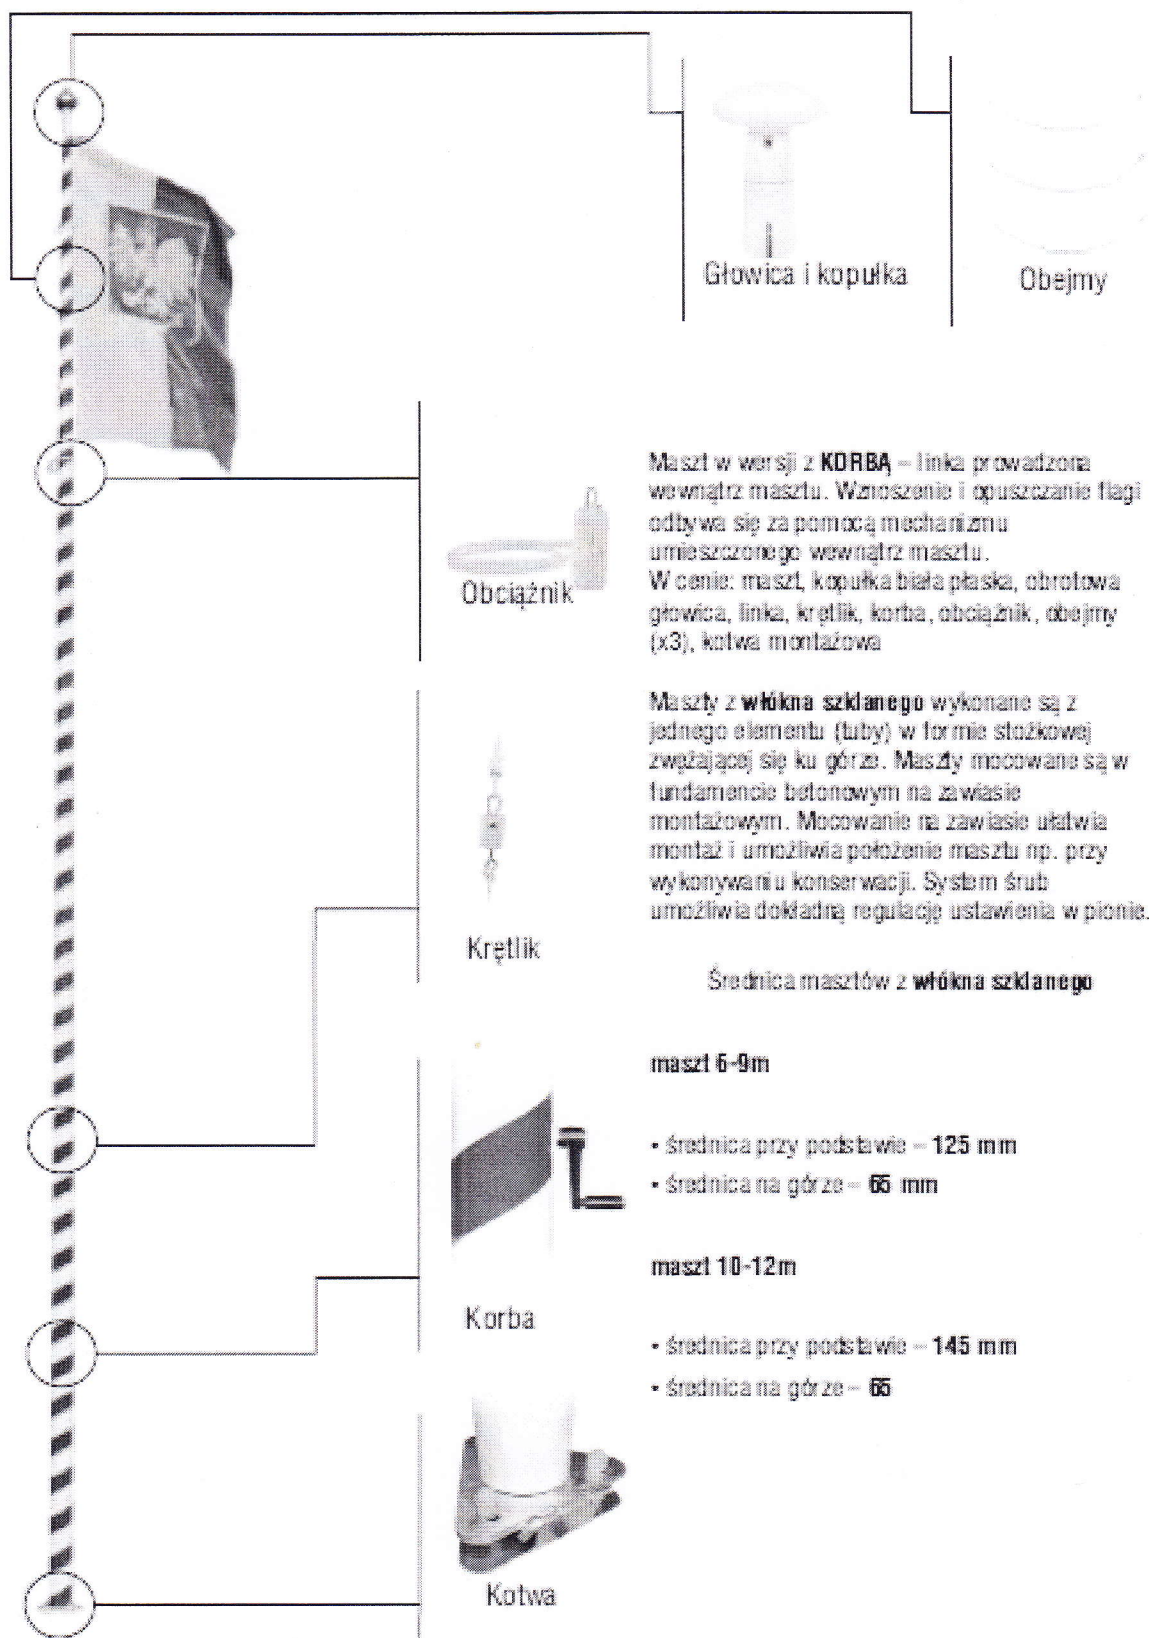 Głowica i kopułka
Obejmy
Obciążnik
Maszt w wersji z KORBĄ – linka prowadzona
wewnątrz masztu. Wznoszenie i opuszczanie flagi
odbywa się za pomocą mechanizmu
umieszczonego wewnątrz masztu.
W cenie: maszt, kopułka biała płaska, obrotowa
głowica, linka, krętlik, korba, obciążnik, obejmy
(x3), kotwa montażowa
Maszty z włókna szklanego wykonane są z
jednego elementu (tuby) w formie stożkowej
zwężającej się ku górze. Maszty mocowane są w
fundamencie betonowym na zawiasie
montażowym. Mocowanie na zawiasie ułatwia
montaż i umożliwia położenie masztu np. przy
wykonywaniu konserwacji. System śrub
umożliwia dokładną regulację ustawienia w pionie.
Krętlik
Średnica masztów z włókna szklanego
maszt 6-9m
• średnica przy podstawie – 125 mm
• średnica na górze – 65 mm
maszt 10-12m
Korba
• średnica przy podstawie – 145 mm
• średnica na górze – 65
Kotwa